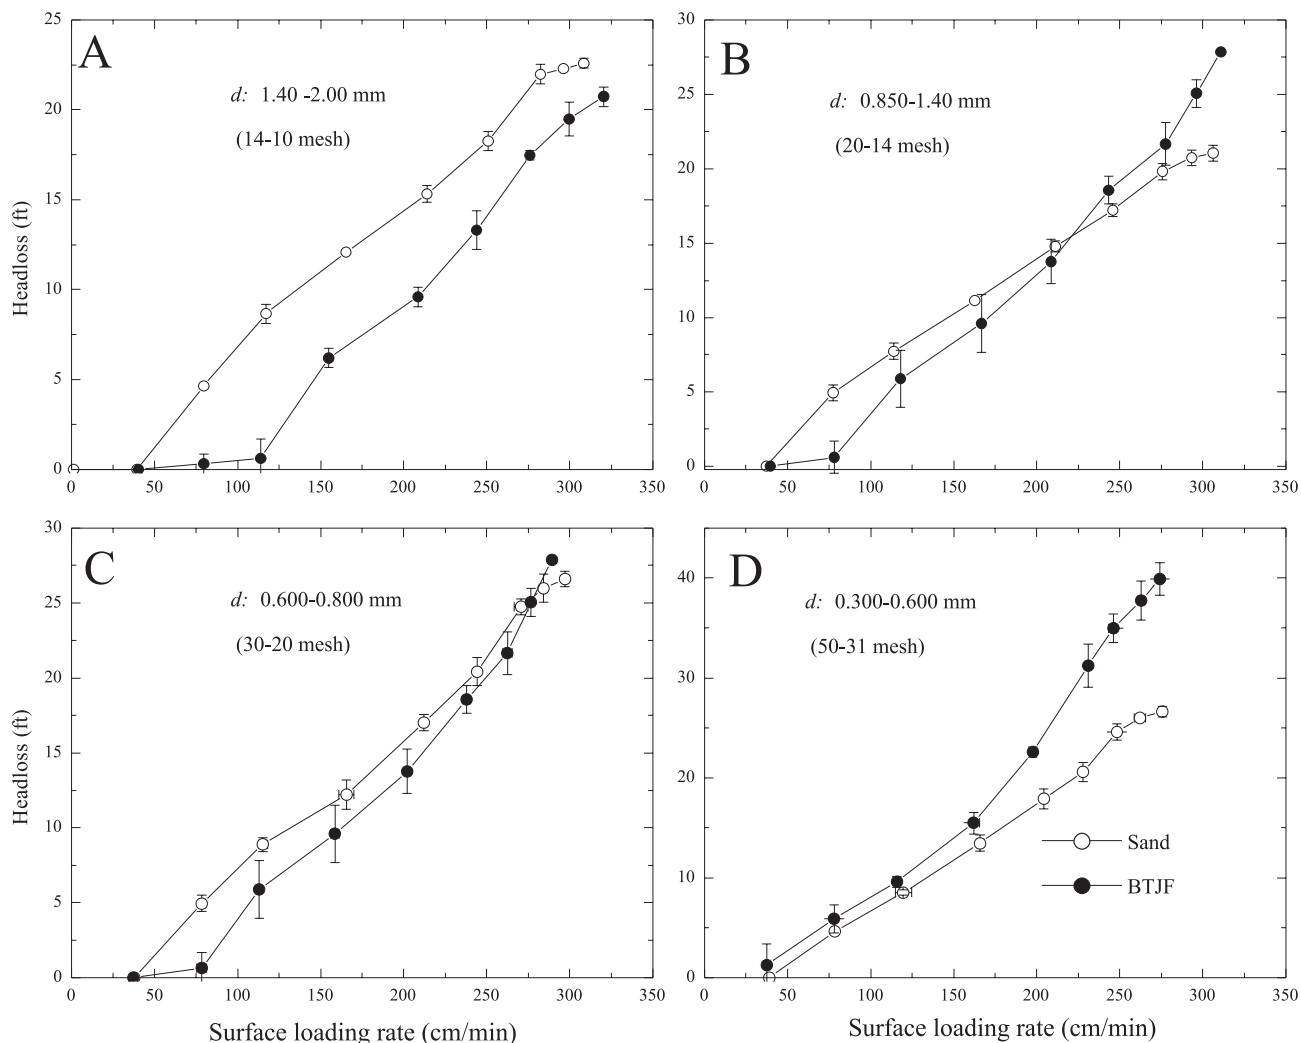 A
d: 1.40 -2.00 mm
(14-10 mesh)
Headloss (ft)
25
20
15
10
5
0
0 50 100 150 200 250 300 350
B
d: 0.850-1.40 mm
(20-14 mesh)
30
25
20
15
10
5
0
0 50 100 150 200 250 300 350
C
d: 0.600-0.800 mm
(30-20 mesh)
Headloss (ft)
30
25
20
15
10
5
0
0 50 100 150 200 250 300 350
Surface loading rate (cm/min)
D
d: 0.300-0.600 mm
(50-31 mesh)
40
30
20
10
0
Sand
BTJF
0 50 100 150 200 250 300 350
Surface loading rate (cm/min)